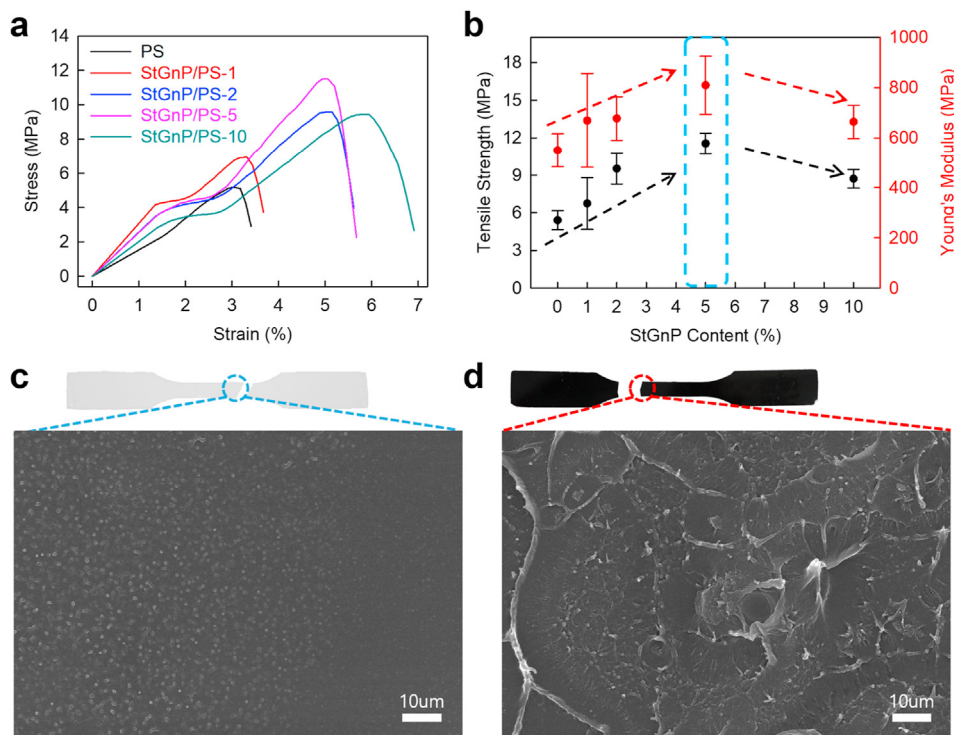 a
14
12
10
8
6
4
2
0
Stress (MPa)
PS
StGnP/PS-1
StGnP/PS-2
StGnP/PS-5
StGnP/PS-10
0 1 2 3 4 5 6 7
Strain (%)
b
18
15
12
9
6
3
0
Tensile Strength (MPa)
1000
800
600
400
200
0
Young's Modulus (MPa)
0 1 2 3 4 5 6 7 8 9 10
StGnP Content (%)
c
10um
d
10um